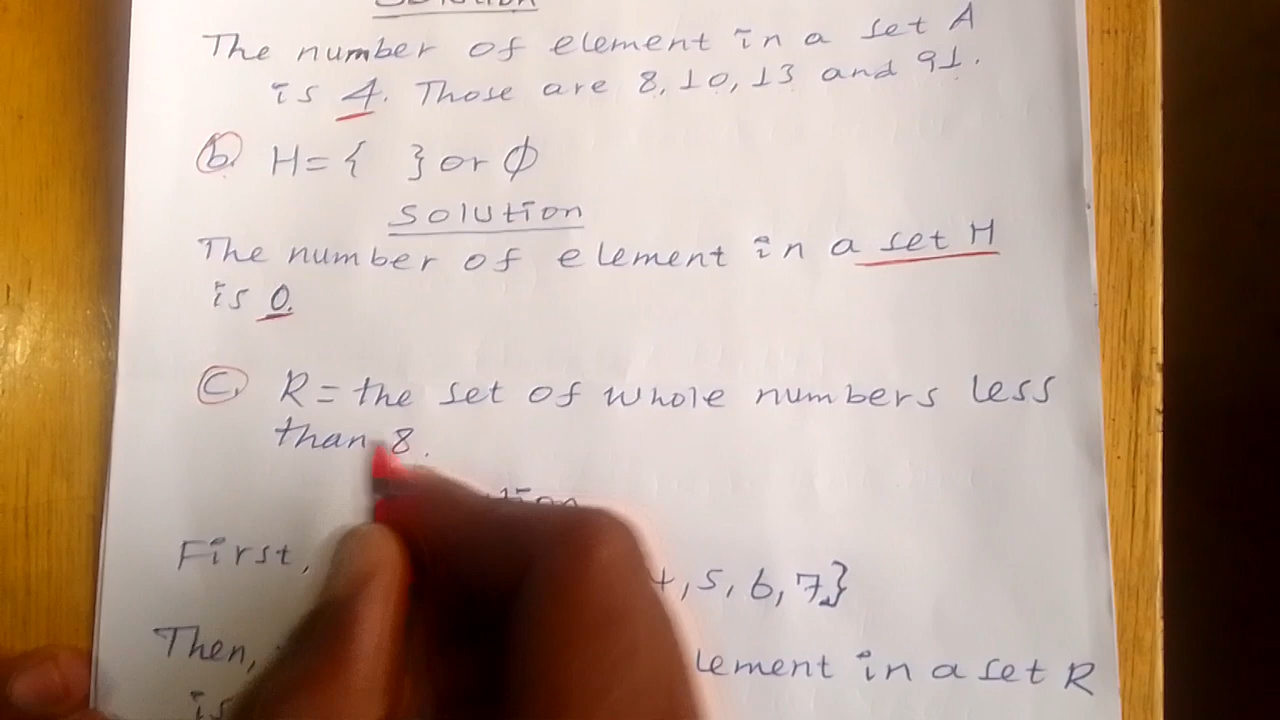 The number of element in a set A
is 4. Those are 8, 10, 13 and 91.
b H = { } or ∅
Solution
The number of element in a set H
is 0.
c R = the set of whole numbers less
than 8.
First, , 5, 6, 7}
Then, in a set R
is